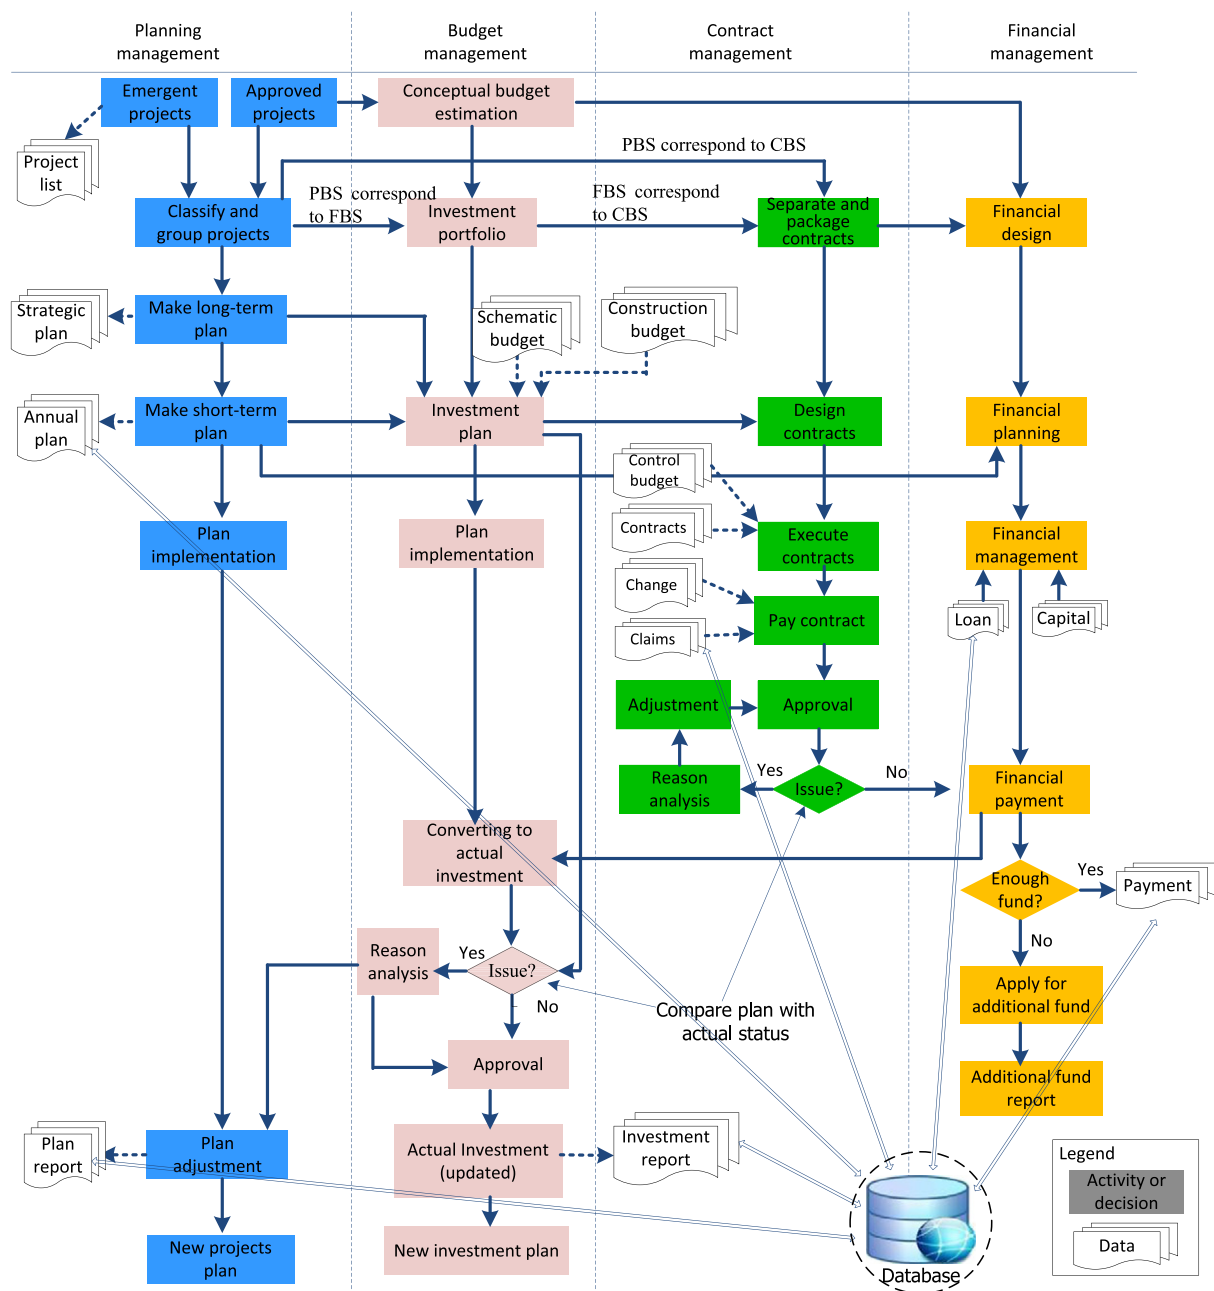 Planning
management
Budget
management
Contract
management
Financial
management
Emergent
projects
Approved
projects
Conceptual budget
estimation
Project
list
PBS correspond to CBS
PBS correspond
to FBS
FBS  correspond
to CBS
Classify and
group projects
Investment
portfolio
Separate and
package
contracts
Financial
design
Strategic
plan
Make long-term
plan
Schematic
budget
Construction
budget
Annual
plan
Make short-term
plan
Investment
plan
Design
contracts
Financial
planning
Control
budget
Plan
implementation
Plan
implementation
Contracts
Execute
contracts
Financial
management
Change
Pay contract
Loan
Capital
Claims
Adjustment
Approval
Reason
analysis
Yes
Issue?
No
Financial
payment
Converting to
actual
investment
Enough
fund?
Yes
Payment
No
Reason
analysis
Yes
Issue?
No
Compare plan with
actual status
Apply for
additional fund
Approval
Additional fund
report
Plan
report
Plan
adjustment
Actual Investment
(updated)
Investment
report
Legend
Activity or
decision
Data
New projects
plan
New investment plan
Database